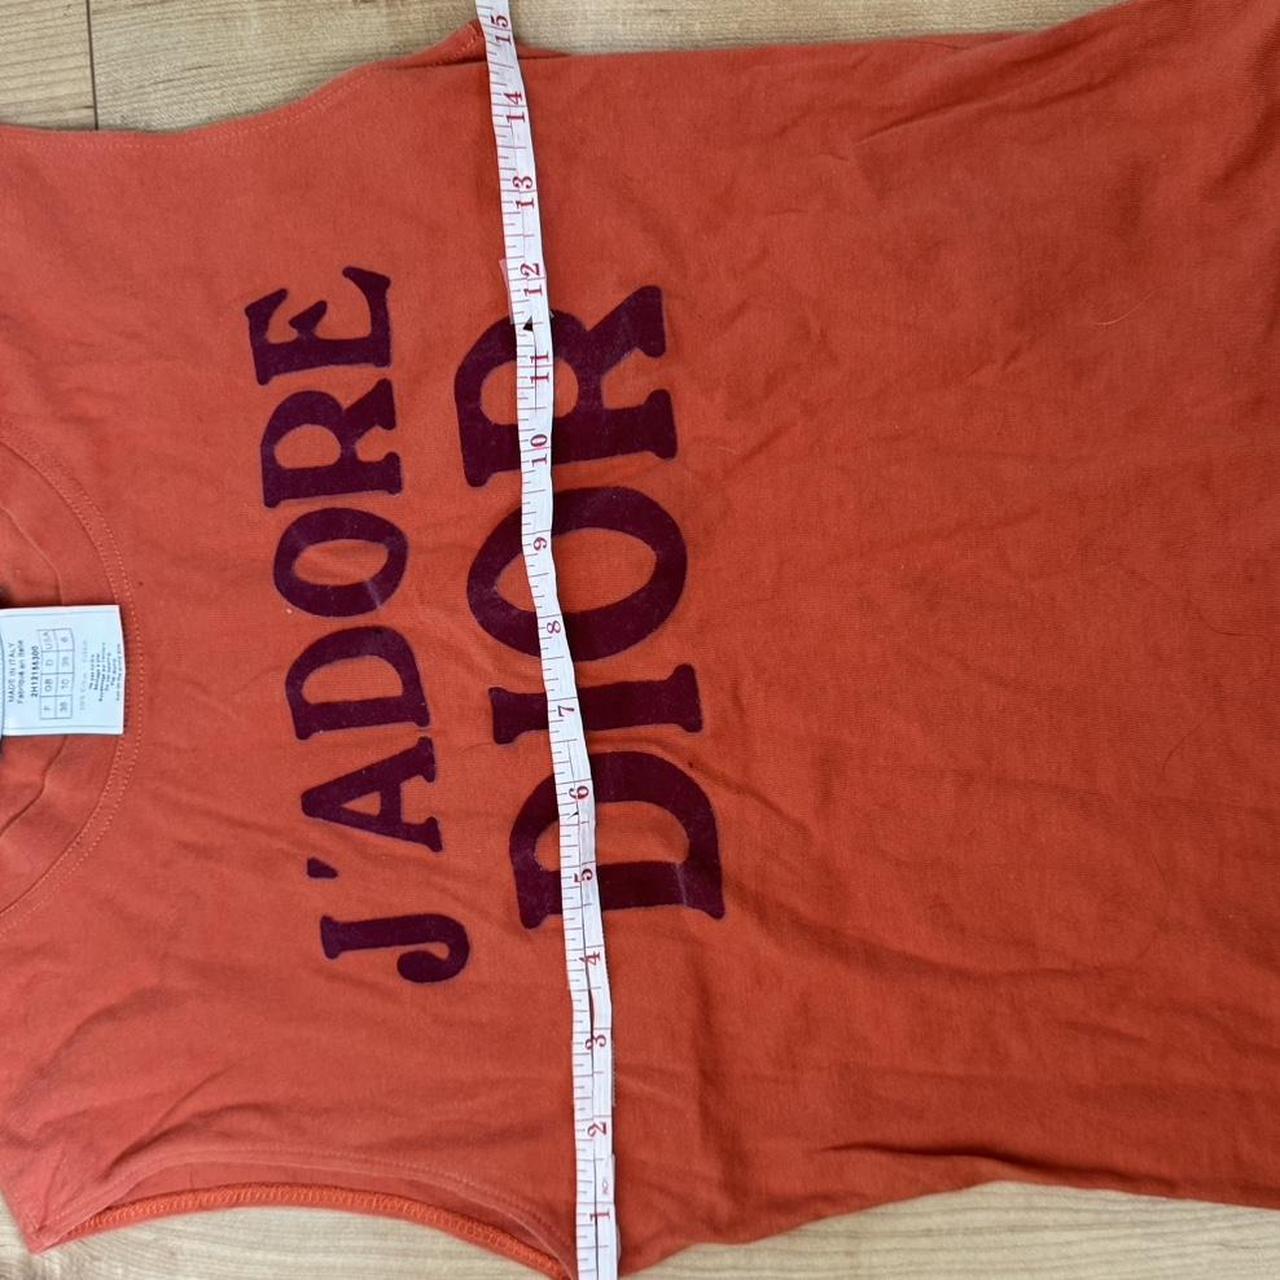 J'ADORE
DIOR
MADE IN ITALY
Fabriqué en Italie
2H12155300
F GB D USA
38 10 36 6
1 2 3 4 5 6 7 8 9 10 11 12 13 14 15